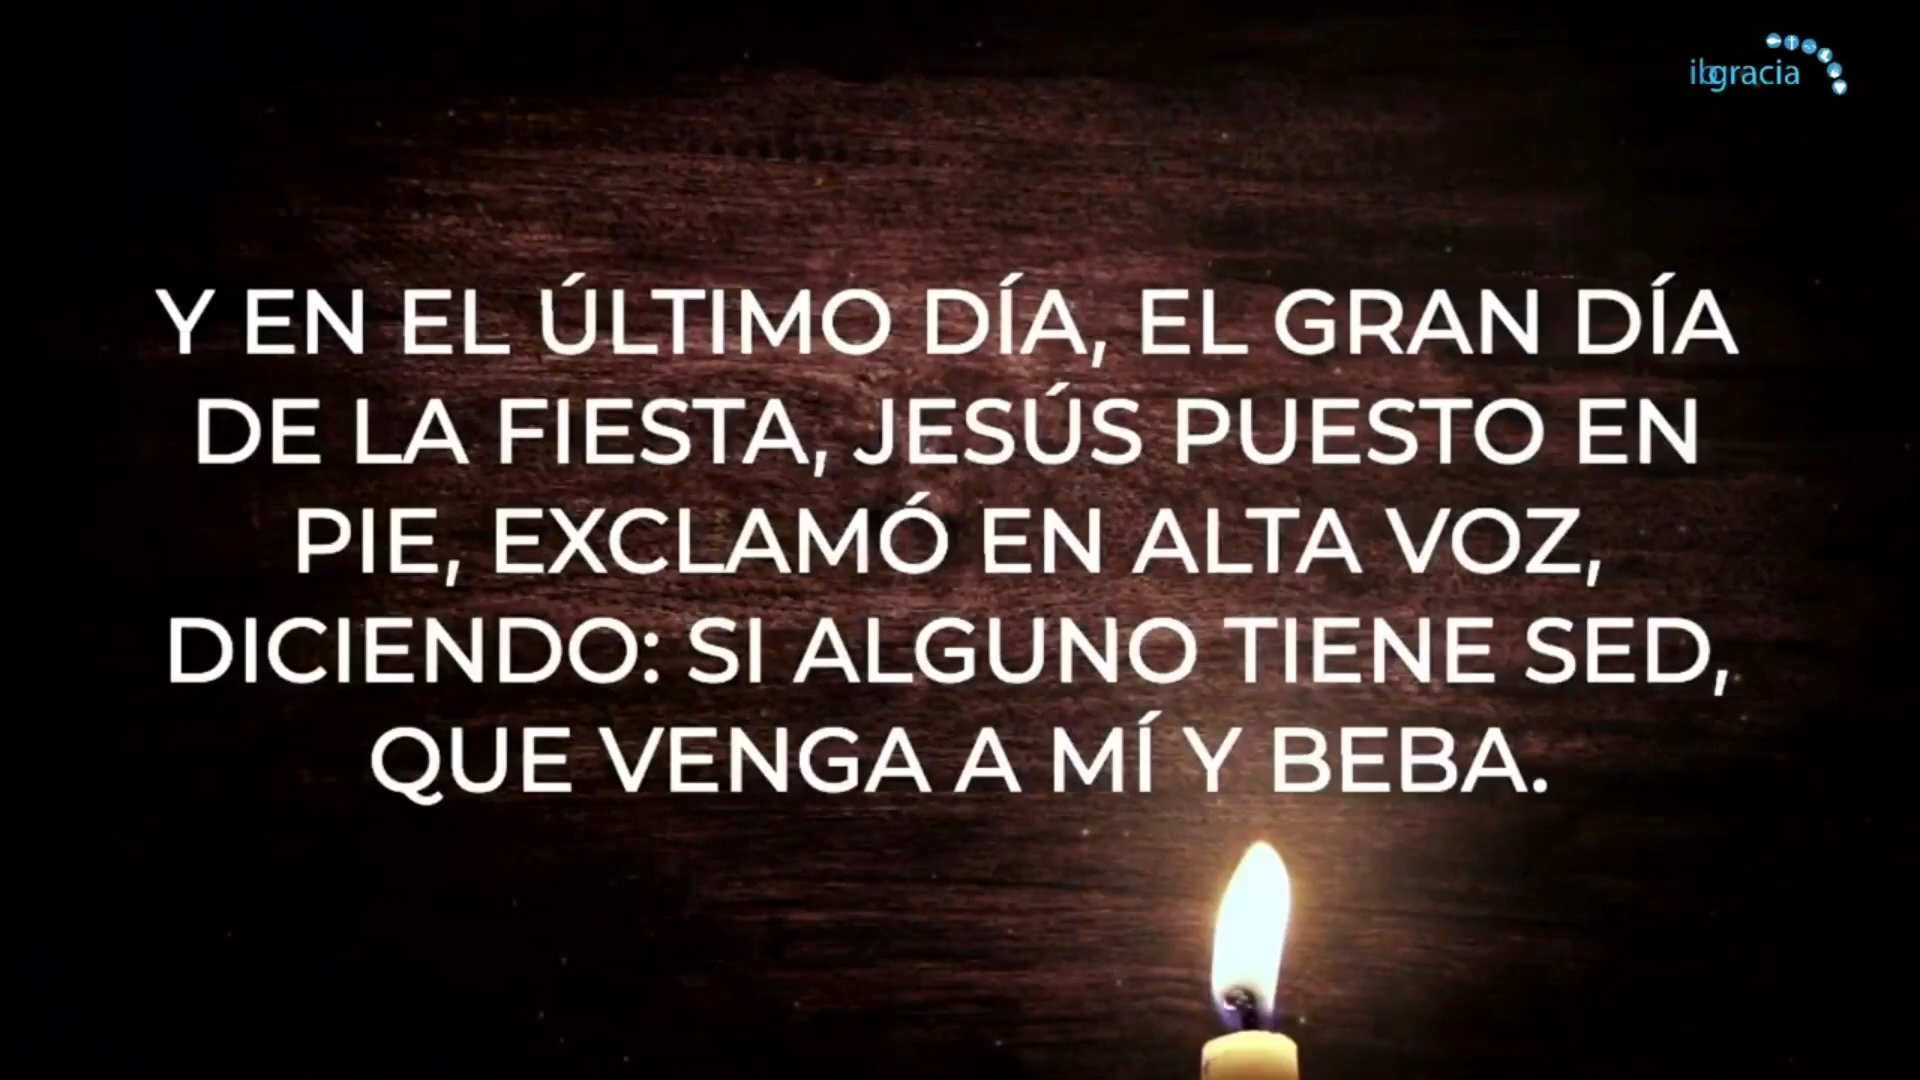 ibgracia
Y EN EL ÚLTIMO DÍA, EL GRAN DÍA
DE LA FIESTA, JESÚS PUESTO EN
PIE, EXCLAMÓ EN ALTA VOZ,
DICIENDO: SI ALGUNO TIENE SED,
QUE VENGA A MÍ Y BEBA.